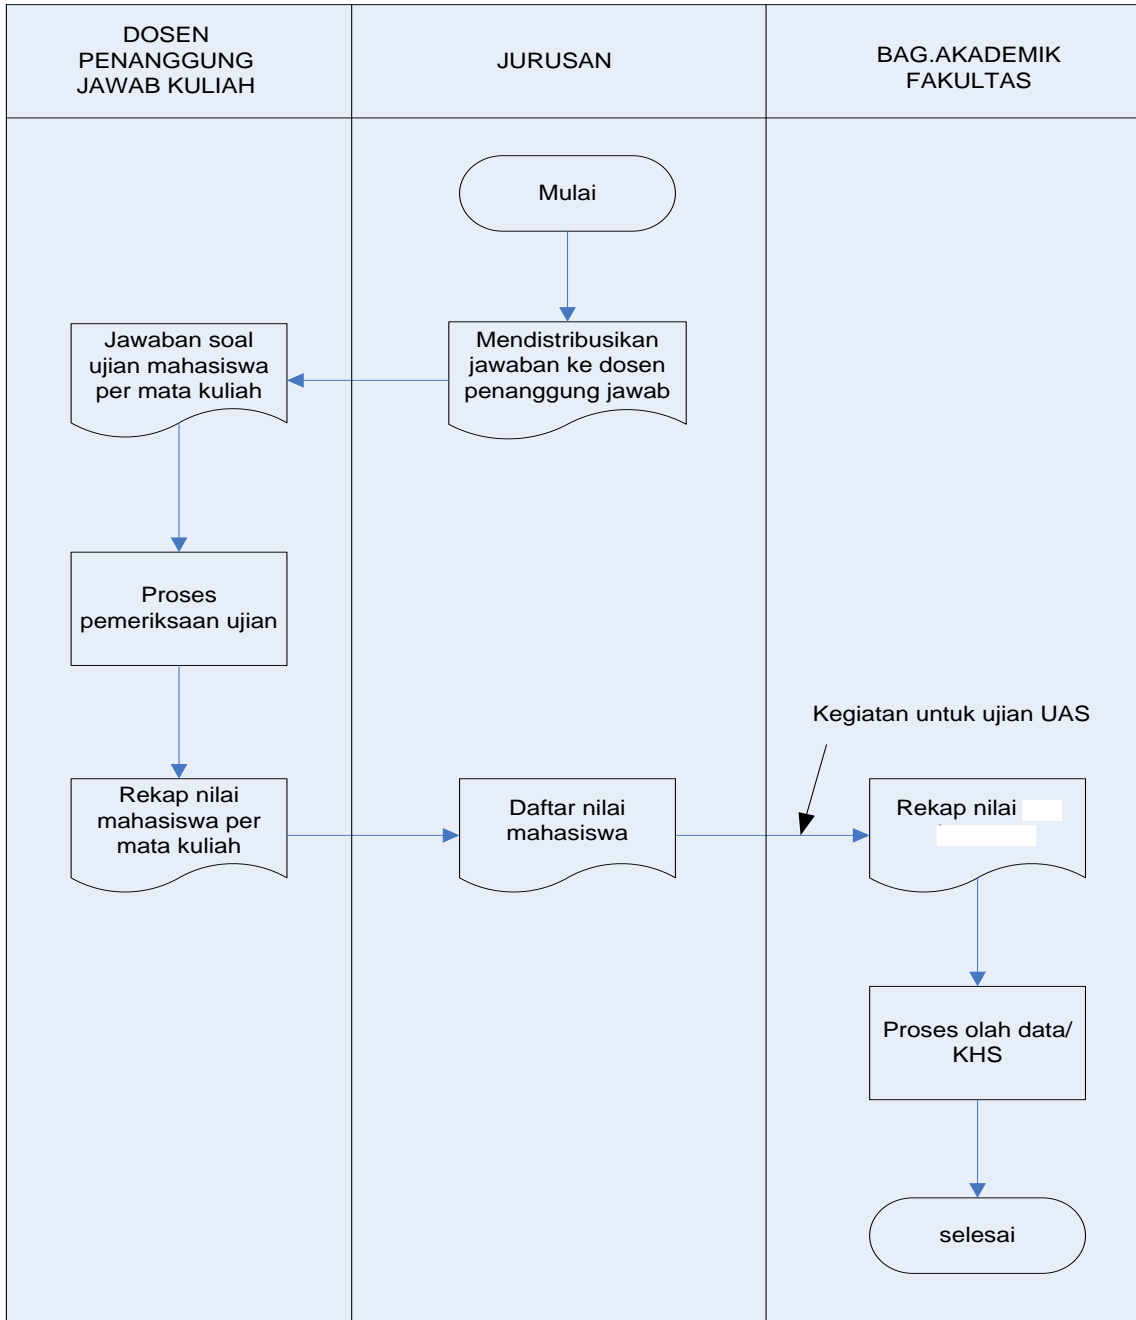 DOSEN
PENANGGUNG
JAWAB KULIAH
JURUSAN
BAG.AKADEMIK
FAKULTAS
Mulai
Jawaban soal
ujian mahasiswa
per mata kuliah
Mendistribusikan
jawaban ke dosen
penanggung jawab
Proses
pemeriksaan ujian
Kegiatan untuk ujian UAS
Rekap nilai
mahasiswa per
mata kuliah
Daftar nilai
mahasiswa
Rekap nilai
Proses olah data/
KHS
selesai